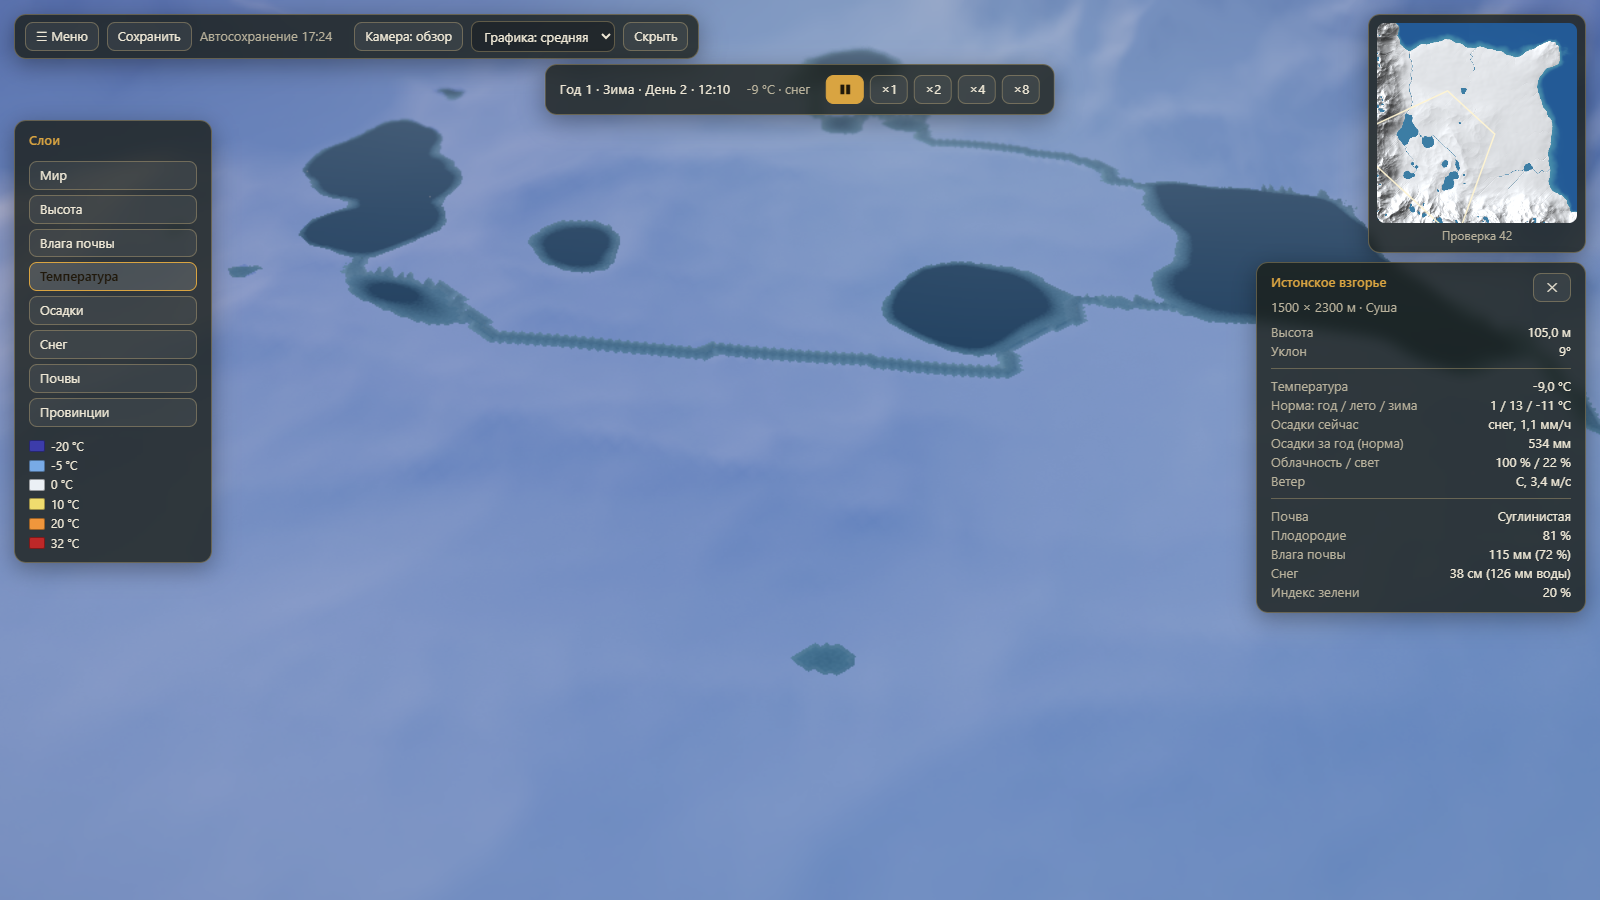 ☰ Меню Сохранить Автосохранение 17:24 Камера: обзор Графика: средняя Скрыть
Год 1 · Зима · День 2 · 12:10 -9 °C · снег ×1 ×2 ×4 ×8
Слои
Мир
Высота
Влага почвы
Температура
Осадки
Снег
Почвы
Провинции
-20 °C
-5 °C
0 °C
10 °C
20 °C
32 °C
Проверка 42
Истонское взгорье ✕
1500 × 2300 м · Суша
Высота 105,0 м
Уклон 9°
Температура -9,0 °C
Норма: год / лето / зима 1 / 13 / -11 °C
Осадки сейчас снег, 1,1 мм/ч
Осадки за год (норма) 534 мм
Облачность / свет 100 % / 22 %
Ветер С, 3,4 м/с
Почва Суглинистая
Плодородие 81 %
Влага почвы 115 мм (72 %)
Снег 38 см (126 мм воды)
Индекс зелени 20 %